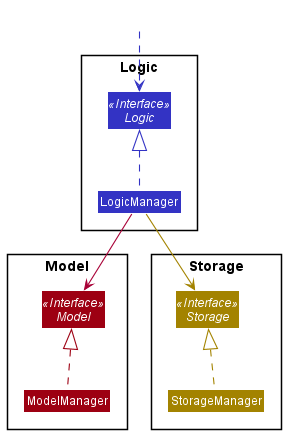 Logic
«Interface»
Logic
LogicManager
Model
«Interface»
Model
ModelManager
Storage
«Interface»
Storage
StorageManager